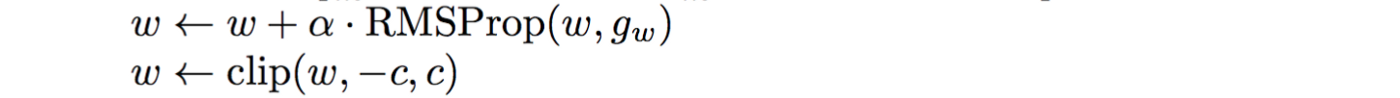 w ← w + α · RMSProp(w, g_w)
w ← clip(w, −c, c)